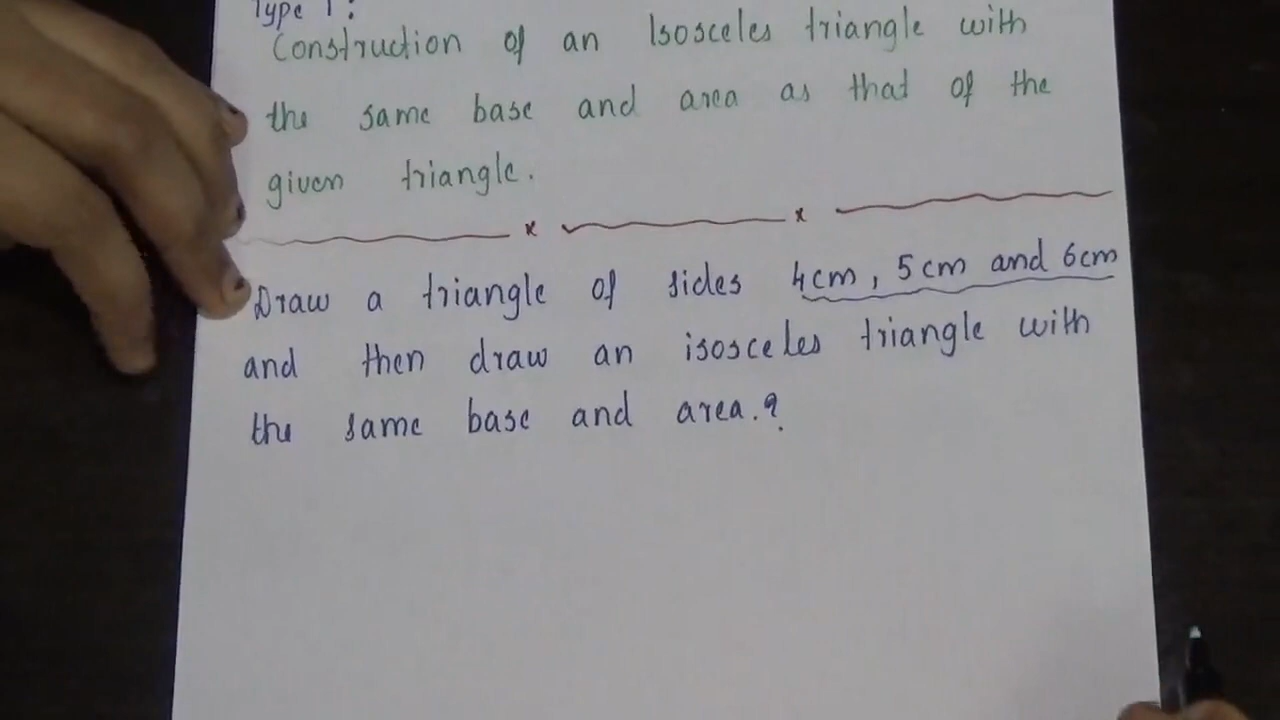 Type 1:
Construction of an Isosceles triangle with
the same base and area as that of the
given triangle.
x x
Draw a triangle of sides 4cm, 5cm and 6cm
and then draw an isosceles triangle with
the same base and area.?